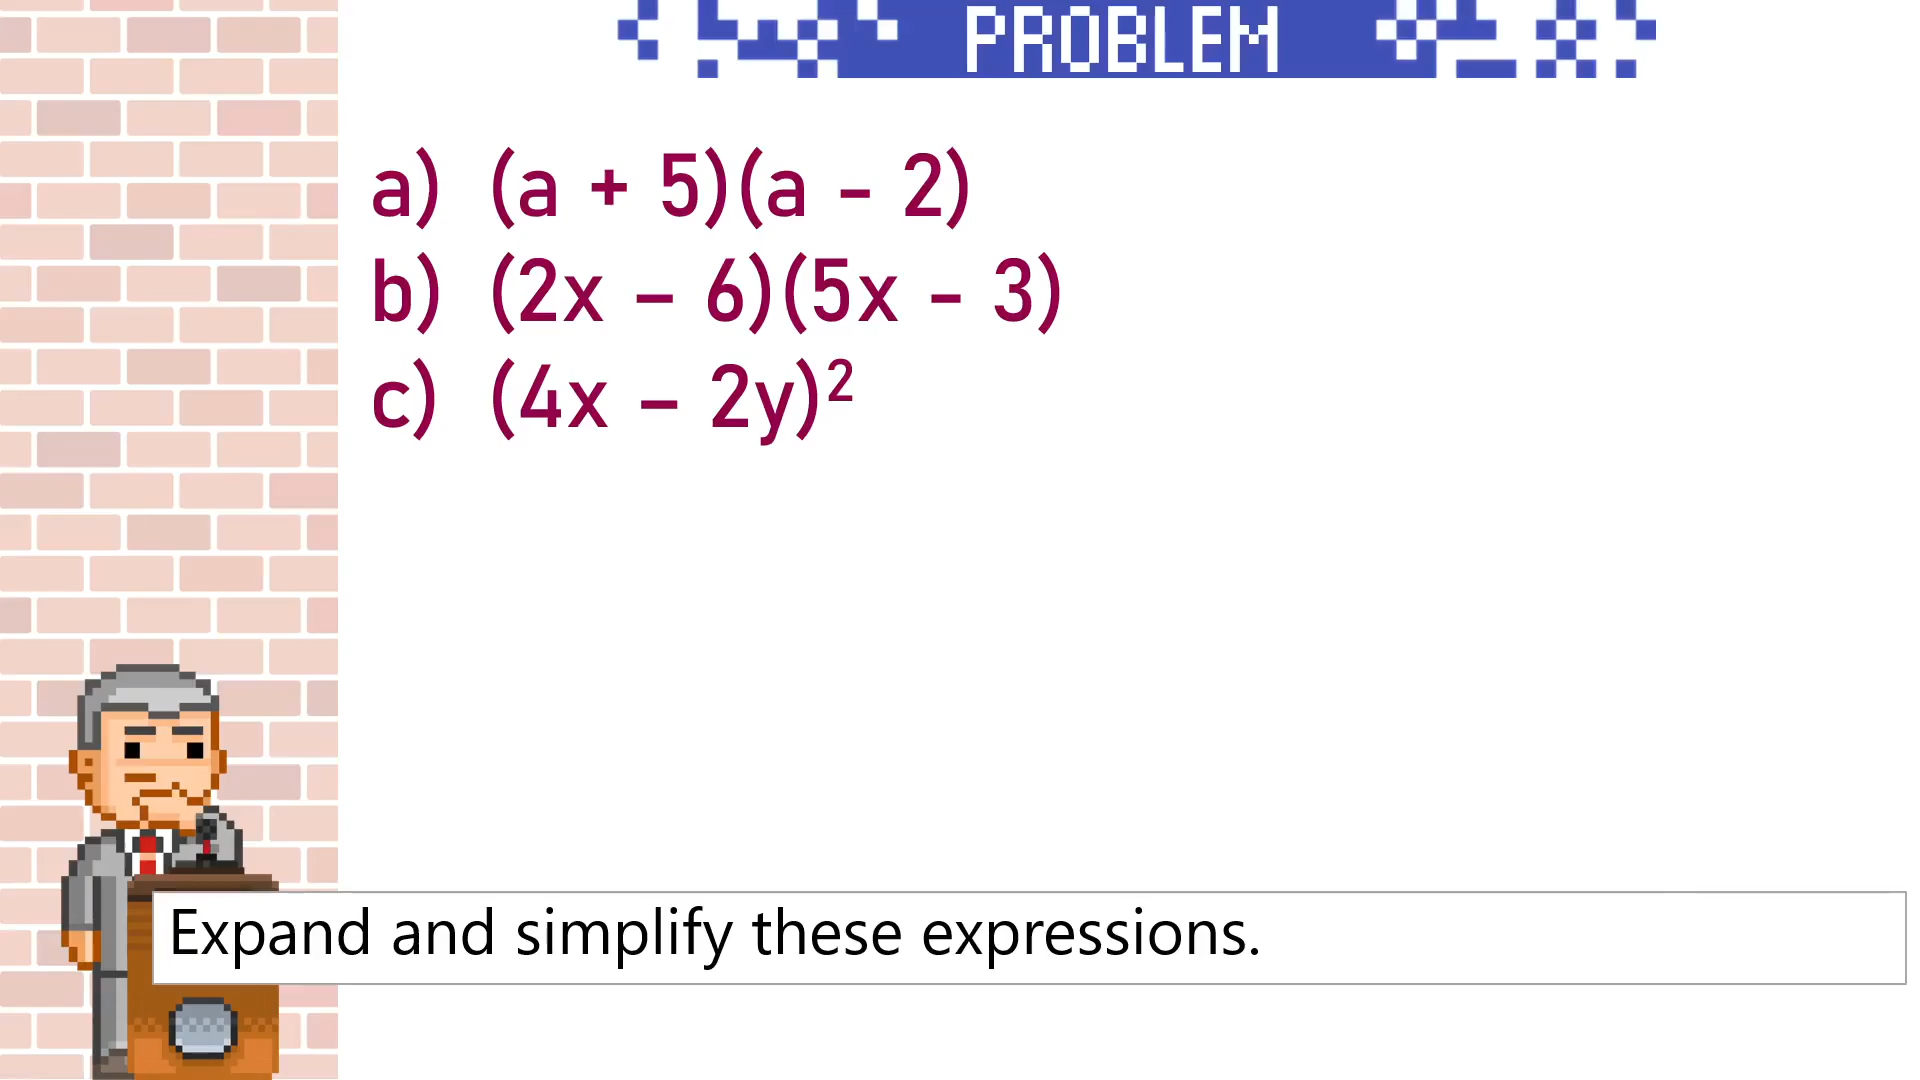 PROBLEM
a) (a + 5)(a - 2)
b) (2x – 6)(5x - 3)
c) (4x – 2y)²
Expand and simplify these expressions.